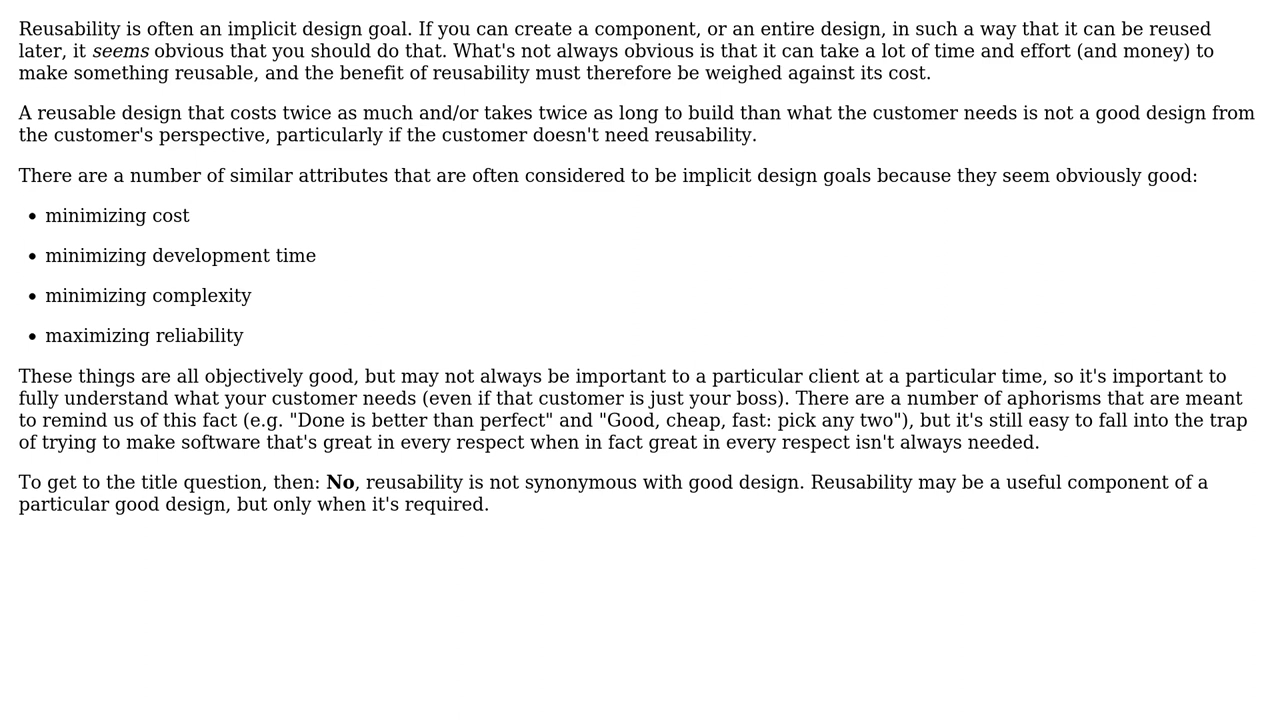 Reusability is often an implicit design goal. If you can create a component, or an entire design, in such a way that it can be reused
later, it seems obvious that you should do that. What's not always obvious is that it can take a lot of time and effort (and money) to
make something reusable, and the benefit of reusability must therefore be weighed against its cost.
A reusable design that costs twice as much and/or takes twice as long to build than what the customer needs is not a good design from
the customer's perspective, particularly if the customer doesn't need reusability.
There are a number of similar attributes that are often considered to be implicit design goals because they seem obviously good:
• minimizing cost
• minimizing development time
• minimizing complexity
• maximizing reliability
These things are all objectively good, but may not always be important to a particular client at a particular time, so it's important to
fully understand what your customer needs (even if that customer is just your boss). There are a number of aphorisms that are meant
to remind us of this fact (e.g. "Done is better than perfect" and "Good, cheap, fast: pick any two"), but it's still easy to fall into the trap
of trying to make software that's great in every respect when in fact great in every respect isn't always needed.
To get to the title question, then: No, reusability is not synonymous with good design. Reusability may be a useful component of a
particular good design, but only when it's required.